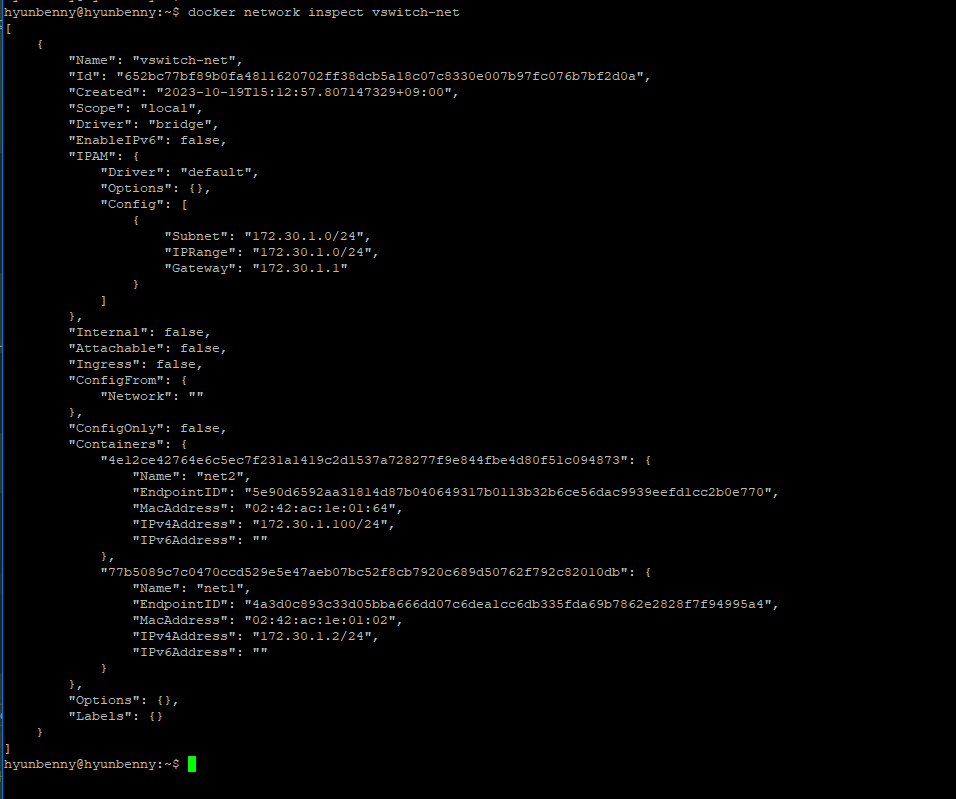 hyunbenny@hyunbenny:~$ docker network inspect vswitch-net
[
    {
        "Name": "vswitch-net",
        "Id": "652bc77bf89b0fa4811620702ff38dcb5a18c07c8330e007b97fc076b7bf2d0a",
        "Created": "2023-10-19T15:12:57.807147329+09:00",
        "Scope": "local",
        "Driver": "bridge",
        "EnableIPv6": false,
        "IPAM": {
            "Driver": "default",
            "Options": {},
            "Config": [
                {
                    "Subnet": "172.30.1.0/24",
                    "IPRange": "172.30.1.0/24",
                    "Gateway": "172.30.1.1"
                }
            ]
        },
        "Internal": false,
        "Attachable": false,
        "Ingress": false,
        "ConfigFrom": {
            "Network": ""
        },
        "ConfigOnly": false,
        "Containers": {
            "4e12ce42764e6c5ec7f231a1419c2d1537a728277f9e844fbe4d80f51c094873": {
                "Name": "net2",
                "EndpointID": "5e90d6592aa31814d87b040649317b0113b32b6ce56dac9939eefd1cc2b0e770",
                "MacAddress": "02:42:ac:1e:01:64",
                "IPv4Address": "172.30.1.100/24",
                "IPv6Address": ""
            },
            "77b5089c7c0470ccd529e5e47aeb07bc52f8cb7920c689d50762f792c82010db": {
                "Name": "net1",
                "EndpointID": "4a3d0c893c33d05bba666dd07c6dea1cc6db335fda69b7862e2828f7f94995a4",
                "MacAddress": "02:42:ac:1e:01:02",
                "IPv4Address": "172.30.1.2/24",
                "IPv6Address": ""
            }
        },
        "Options": {},
        "Labels": {}
    }
]
hyunbenny@hyunbenny:~$